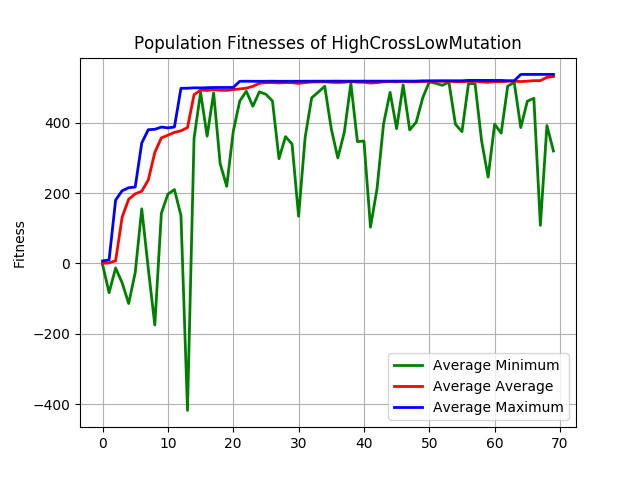 Population Fitnesses of HighCrossLowMutation
Fitness
400
200
0
−200
−400
0 10 20 30 40 50 60 70
Average Minimum
Average Average
Average Maximum